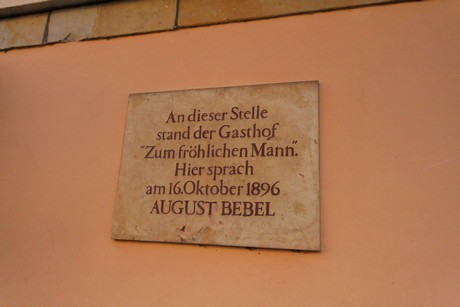 An dieser Stelle
stand der Gasthof
"Zum fröhlichen Mann".
Hier sprach
am 16.Oktober 1896
AUGUST BEBEL